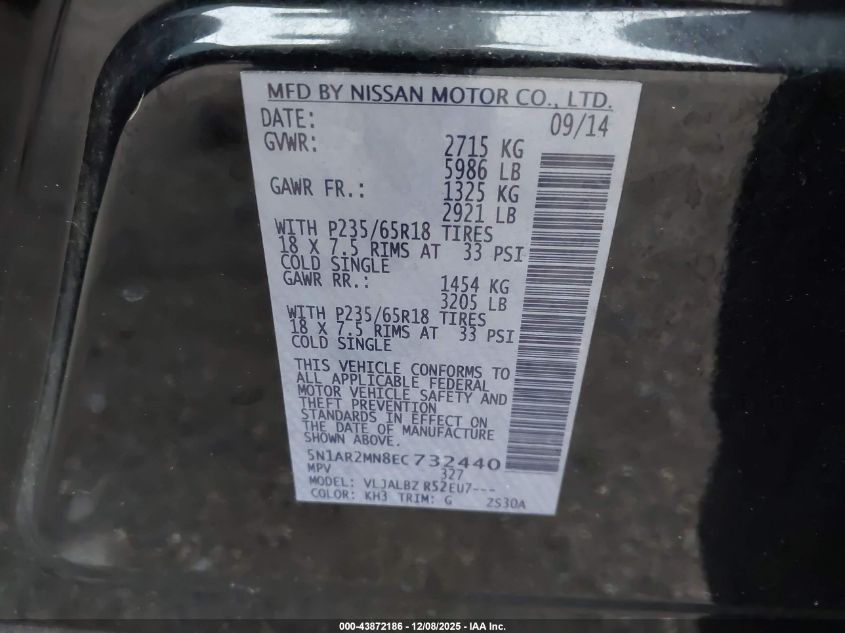 MFD BY NISSAN MOTOR CO., LTD.
DATE: 09/14
GVWR: 2715 KG
5986 LB
GAWR FR.: 1325 KG
2921 LB
WITH P235/65R18 TIRES
18 X 7.5 RIMS AT 33 PSI
COLD SINGLE
GAWR RR.: 1454 KG
3205 LB
WITH P235/65R18 TIRES
18 X 7.5 RIMS AT 33 PSI
COLD SINGLE
THIS VEHICLE CONFORMS TO
ALL APPLICABLE FEDERAL
MOTOR VEHICLE SAFETY AND
THEFT PREVENTION
STANDARDS IN EFFECT ON
THE DATE OF MANUFACTURE
SHOWN ABOVE.
5N1AR2MN8EC732440
MPV 327
MODEL: VLJALBZ R52EU7---
COLOR: KH3 TRIM: G ZS30A
000-43872186 - 12/08/2025 - IAA Inc.